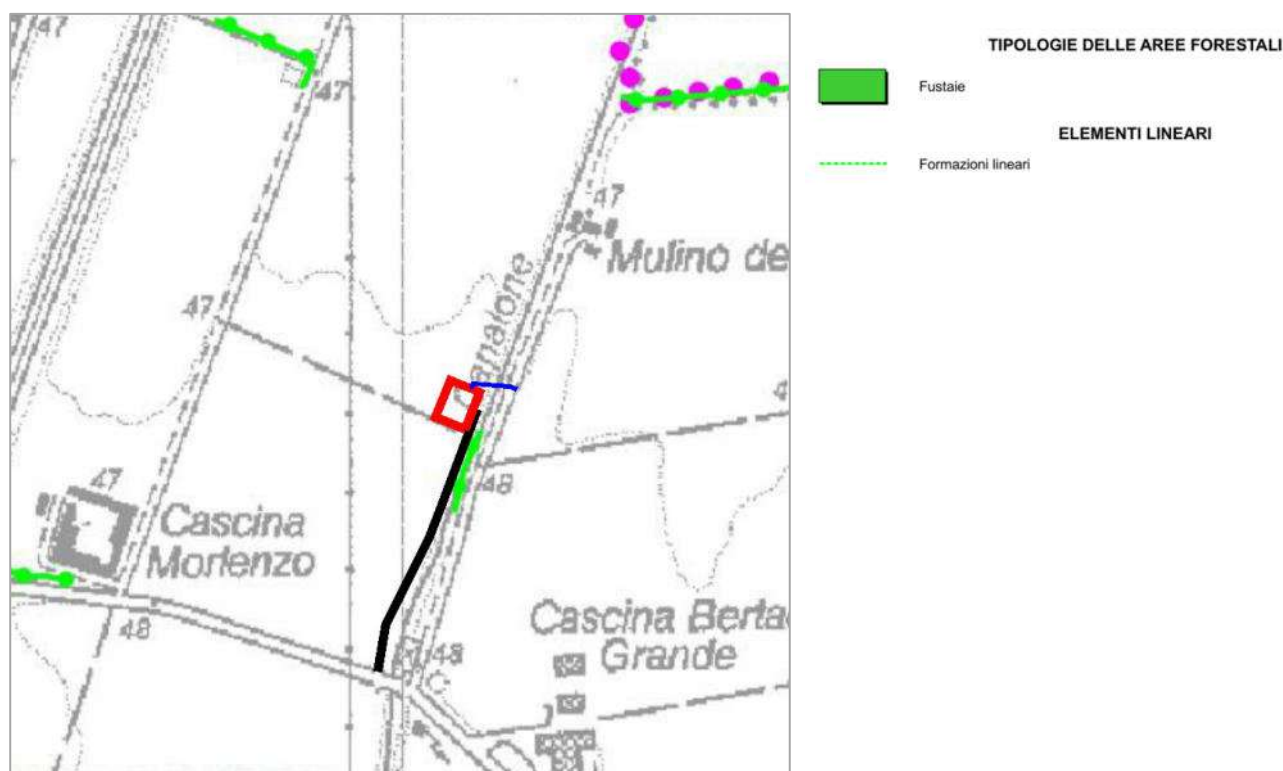 47
47
TIPOLOGIE DELLE AREE FORESTALI
Fustaie
ELEMENTI LINEARI
Formazioni lineari
47
Mulino de
47
Canalone
46
47
Cascina
Morlenzo
48
48
Cascina Berta
Grande